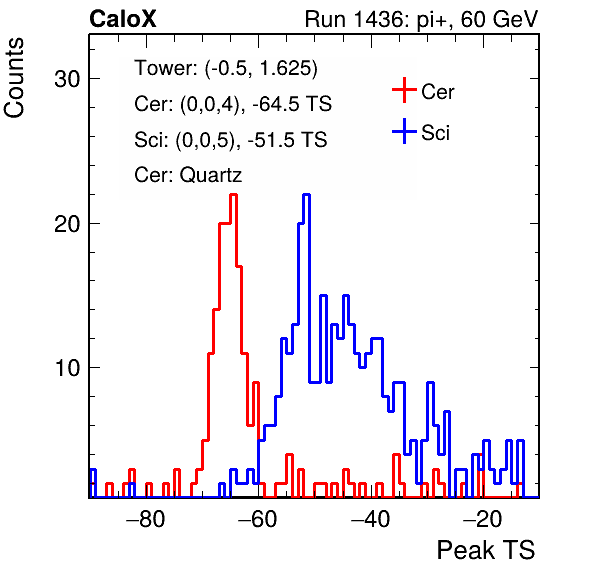 CaloX Run 1436: pi+, 60 GeV
Counts
30
20
10
Tower: (-0.5, 1.625)
Cer: (0,0,4), -64.5 TS
Sci: (0,0,5), -51.5 TS
Cer: Quartz
Cer
Sci
−80 −60 −40 −20
Peak TS